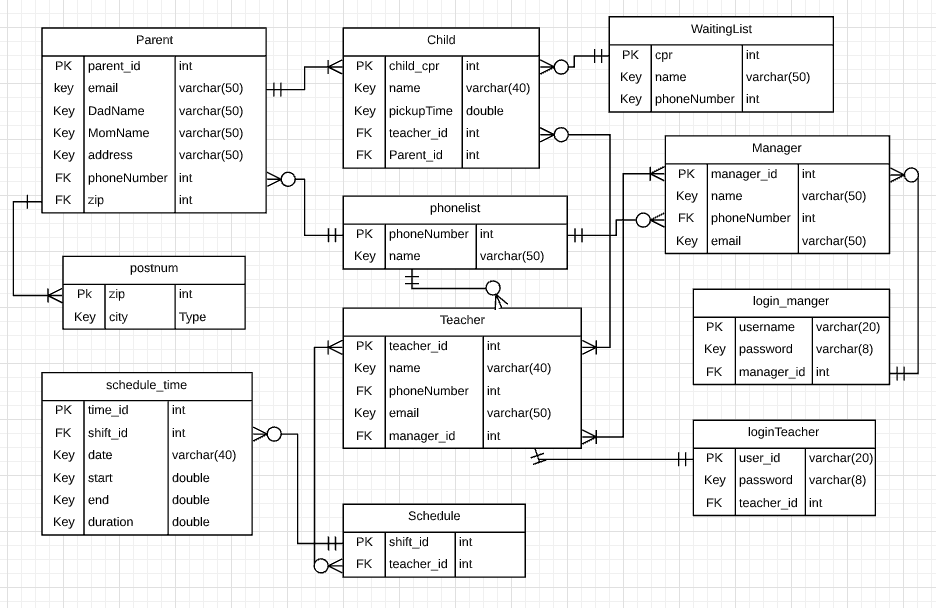 Parent
PK parent_id int
key email varchar(50)
Key DadName varchar(50)
Key MomName varchar(50)
Key address varchar(50)
FK phoneNumber int
FK zip int
Child
PK child_cpr int
Key name varchar(40)
Key pickupTime double
FK teacher_id int
FK Parent_id int
WaitingList
PK cpr int
Key name varchar(50)
Key phoneNumber int
Manager
PK manager_id int
Key name varchar(50)
FK phoneNumber int
Key email varchar(50)
phonelist
PK phoneNumber int
Key name varchar(50)
postnum
Pk zip int
Key city Type
login_manger
PK username varchar(20)
Key password varchar(8)
FK manager_id int
Teacher
PK teacher_id int
Key name varchar(40)
FK phoneNumber int
Key email varchar(50)
FK manager_id int
schedule_time
PK time_id int
FK shift_id int
Key date varchar(40)
Key start double
Key end double
Key duration double
loginTeacher
PK user_id varchar(20)
Key password varchar(8)
FK teacher_id int
Schedule
PK shift_id int
FK teacher_id int